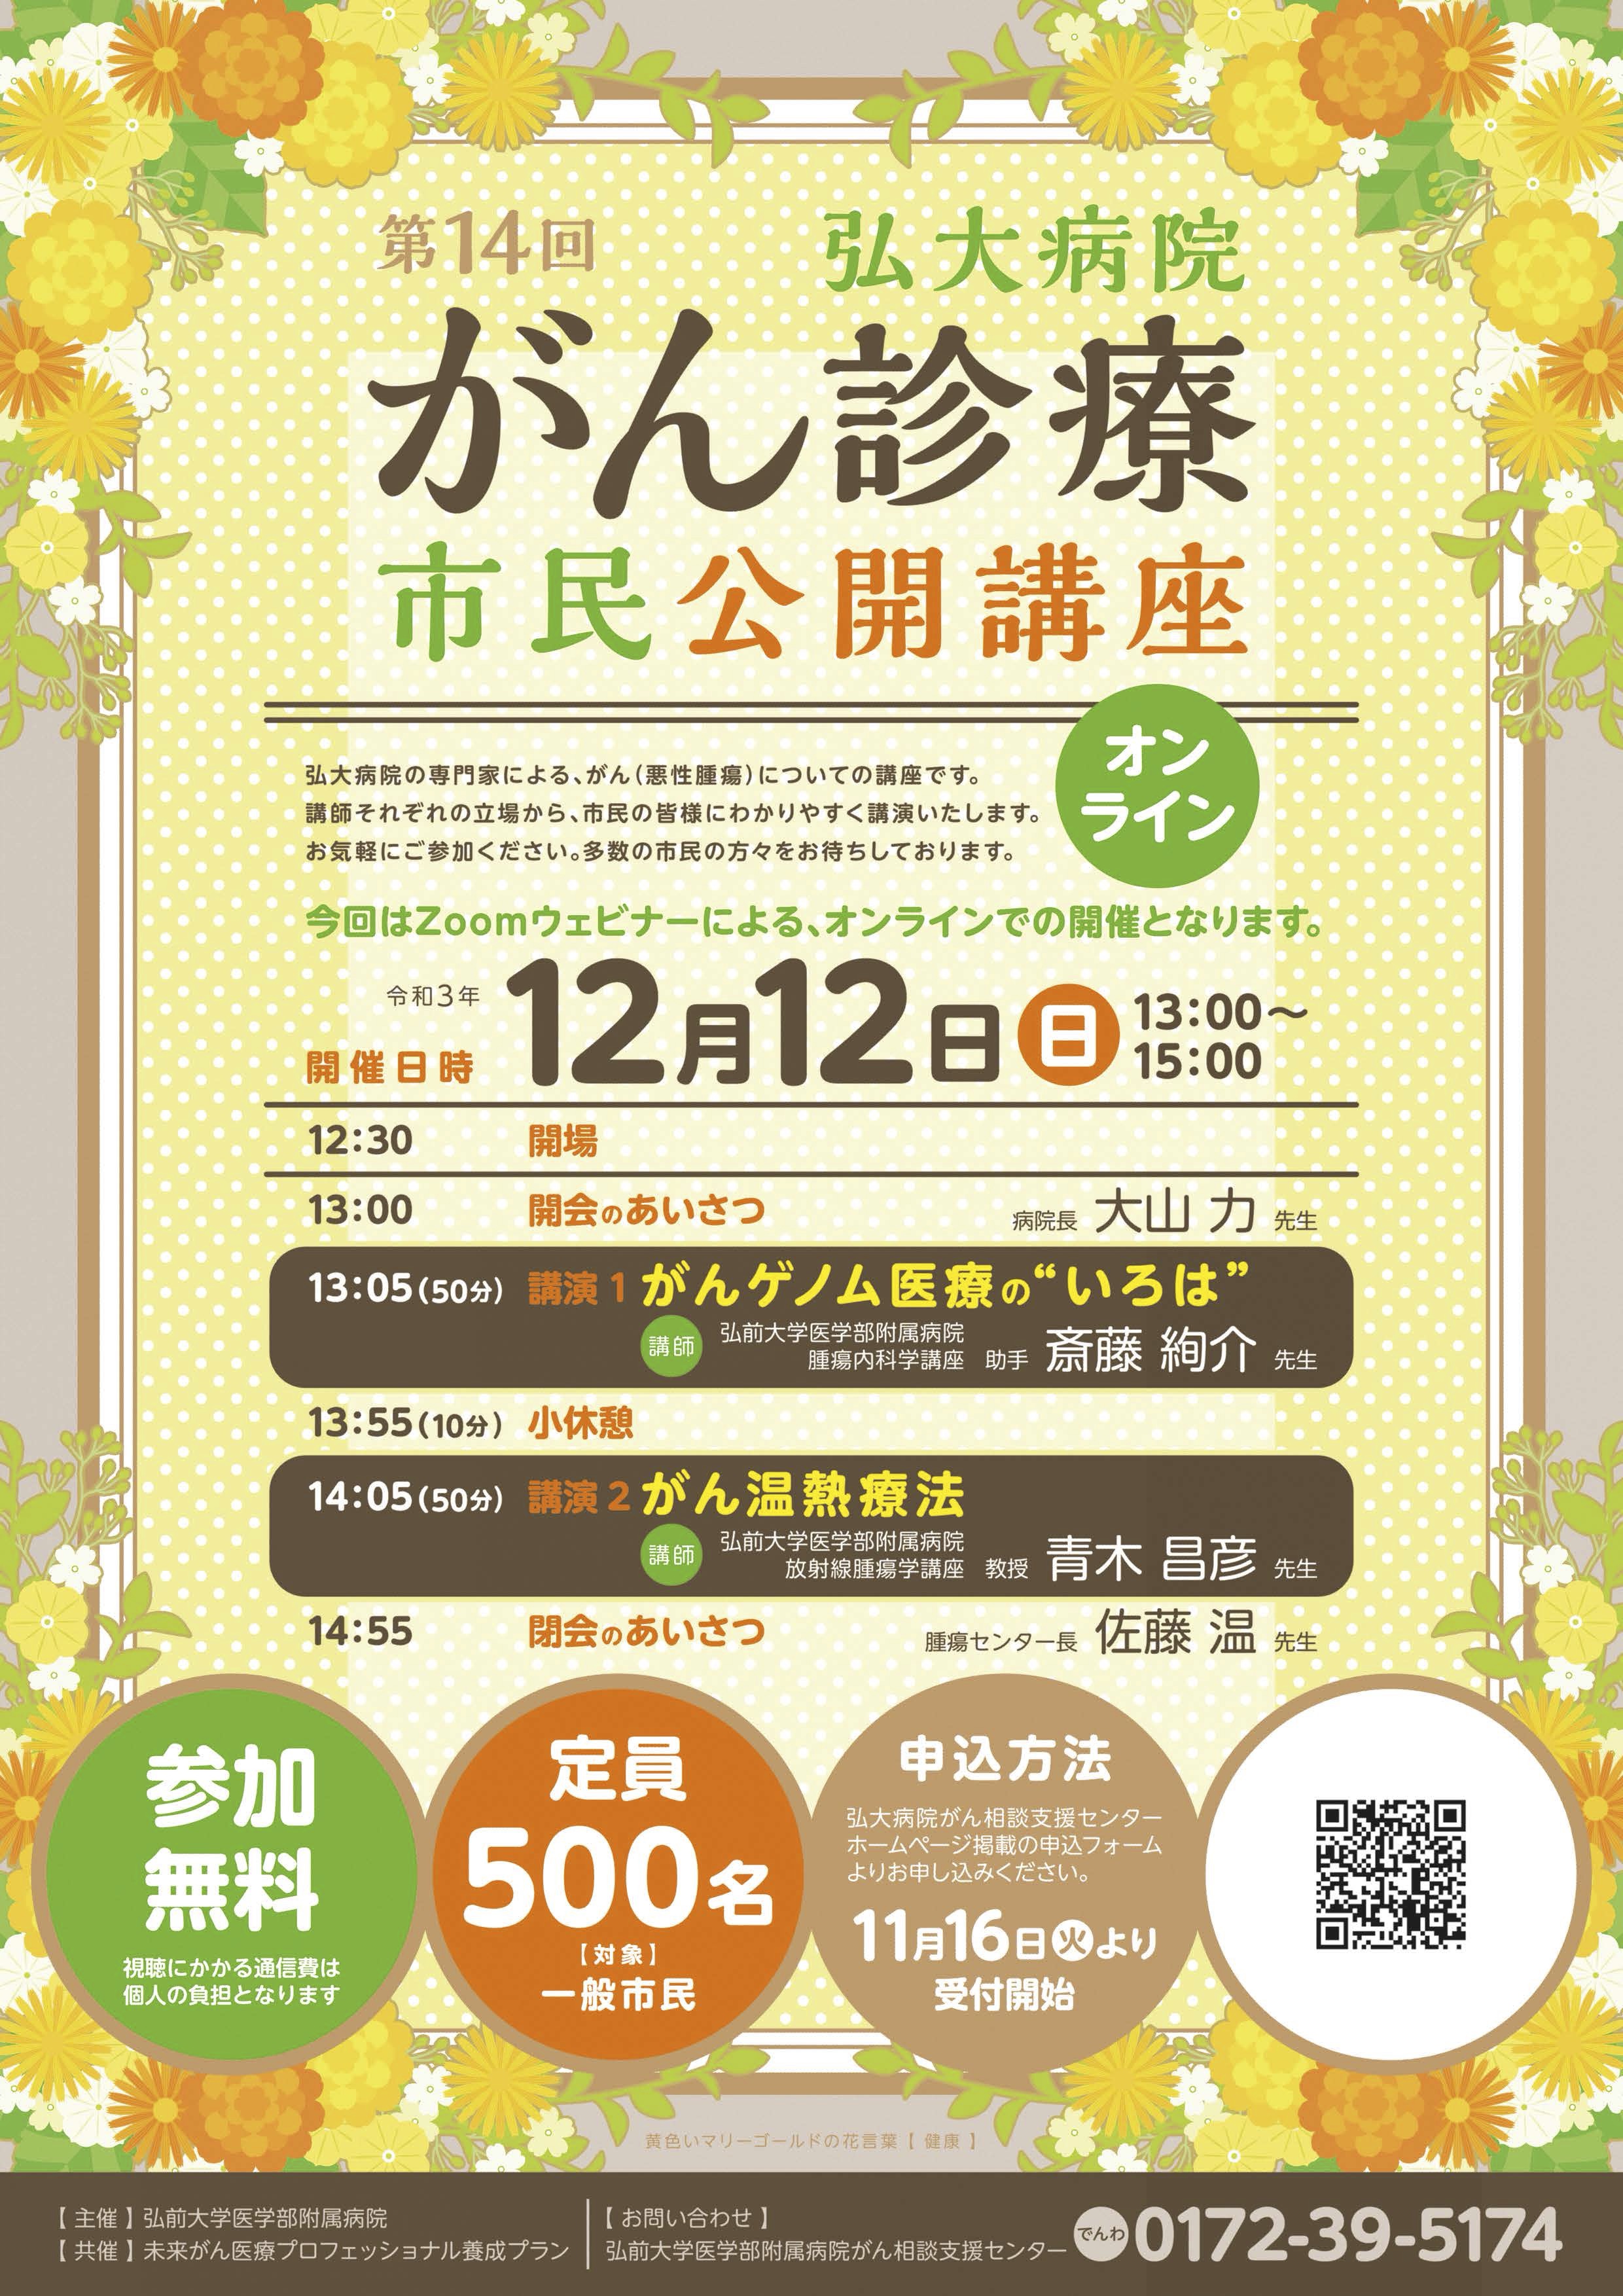 第14回 弘大病院
がん診療
市民公開講座
オン
ライン
弘大病院の専門家による、がん(悪性腫瘍)についての講座です。
講師それぞれの立場から、市民の皆様にわかりやすく講演いたします。
お気軽にご参加ください。多数の市民の方々をお待ちしております。
今回はZoomウェビナーによる、オンラインでの開催となります。
令和3年
開催日時 12月12日 日 13:00〜
15:00
12:30 開場
13:00 開会のあいさつ 病院長 大山 力 先生
13:05(50分) 講演1 がんゲノム医療の“いろは”
講師 弘前大学医学部附属病院
腫瘍内科学講座 助手 斎藤 絢介 先生
13:55(10分) 小休憩
14:05(50分) 講演2 がん温熱療法
講師 弘前大学医学部附属病院
放射線腫瘍学講座 教授 青木 昌彦 先生
14:55 閉会のあいさつ 腫瘍センター長 佐藤 温 先生
参加
無料
視聴にかかる通信費は
個人の負担となります
定員
500名
【対象】
一般市民
申込方法
弘大病院がん相談支援センター
ホームページ掲載の申込フォーム
よりお申し込みください。
11月16日火より
受付開始
黄色いマリーゴールドの花言葉【 健康 】
【 主催 】弘前大学医学部附属病院
【 共催 】未来がん医療プロフェッショナル養成プラン
【 お問い合わせ 】
弘前大学医学部附属病院がん相談支援センター
でんわ 0172-39-5174